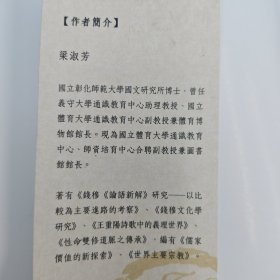 【作者簡介】
梁淑芳
國立彰化師範大學國文研究所博士，曾任
義守大學通識教育中心助理教授、國立
體育大學通識教育中心副教授兼體育博
物館館長。現為國立體育大學通識教育
中心、師資培育中心合聘副教授兼圖書
館館長。
著有《錢穆《論語新解》研究——以比
較為主要進路的考察》、《錢穆文化學
研究》、《王重陽詩歌中的義理世界》、
《性命雙修道脈之傳承》，編有《儒家
價值的新探索》、《世界主要宗教》。